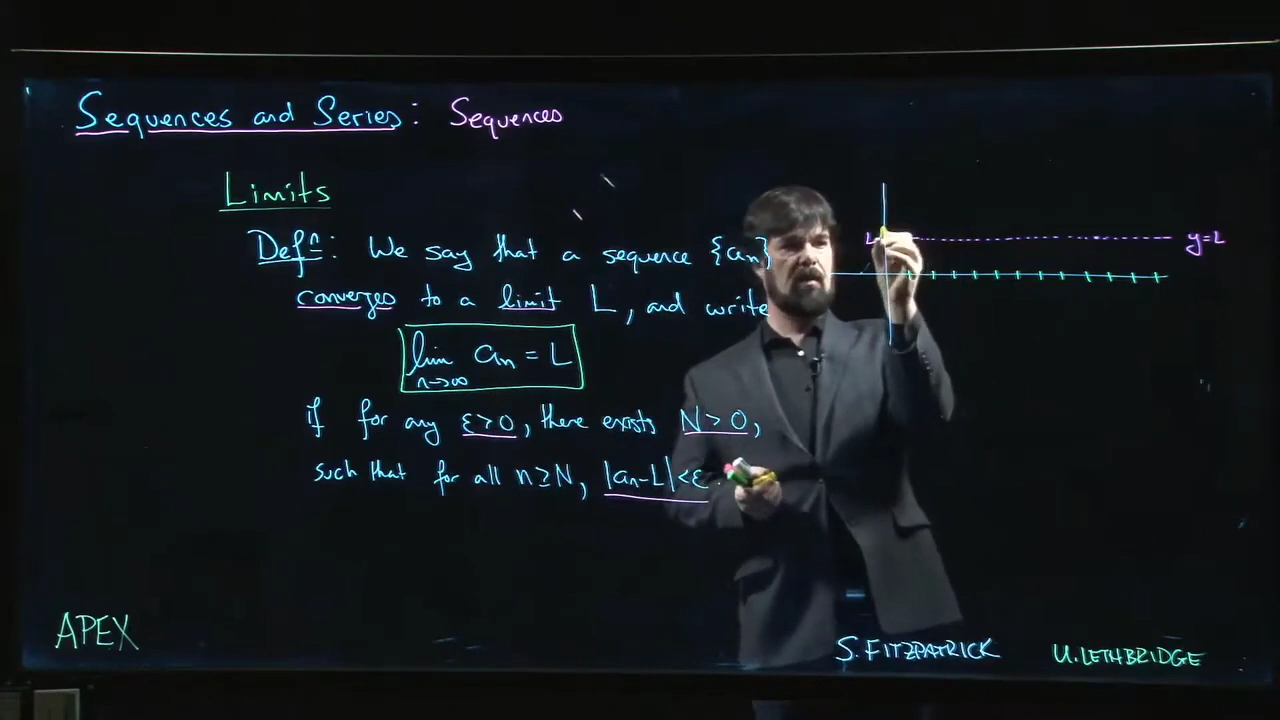 Sequences and Series: Sequences
Limits
Defⁿ: We say that a sequence {aₙ}
converges to a limit L, and write
lim n→∞ aₙ = L
if for any ε>0, there exists N>0,
such that for all n≥N, |aₙ-L|<ε.
L
y=L
APEX
S. FITZPATRICK
U. LETHBRIDGE